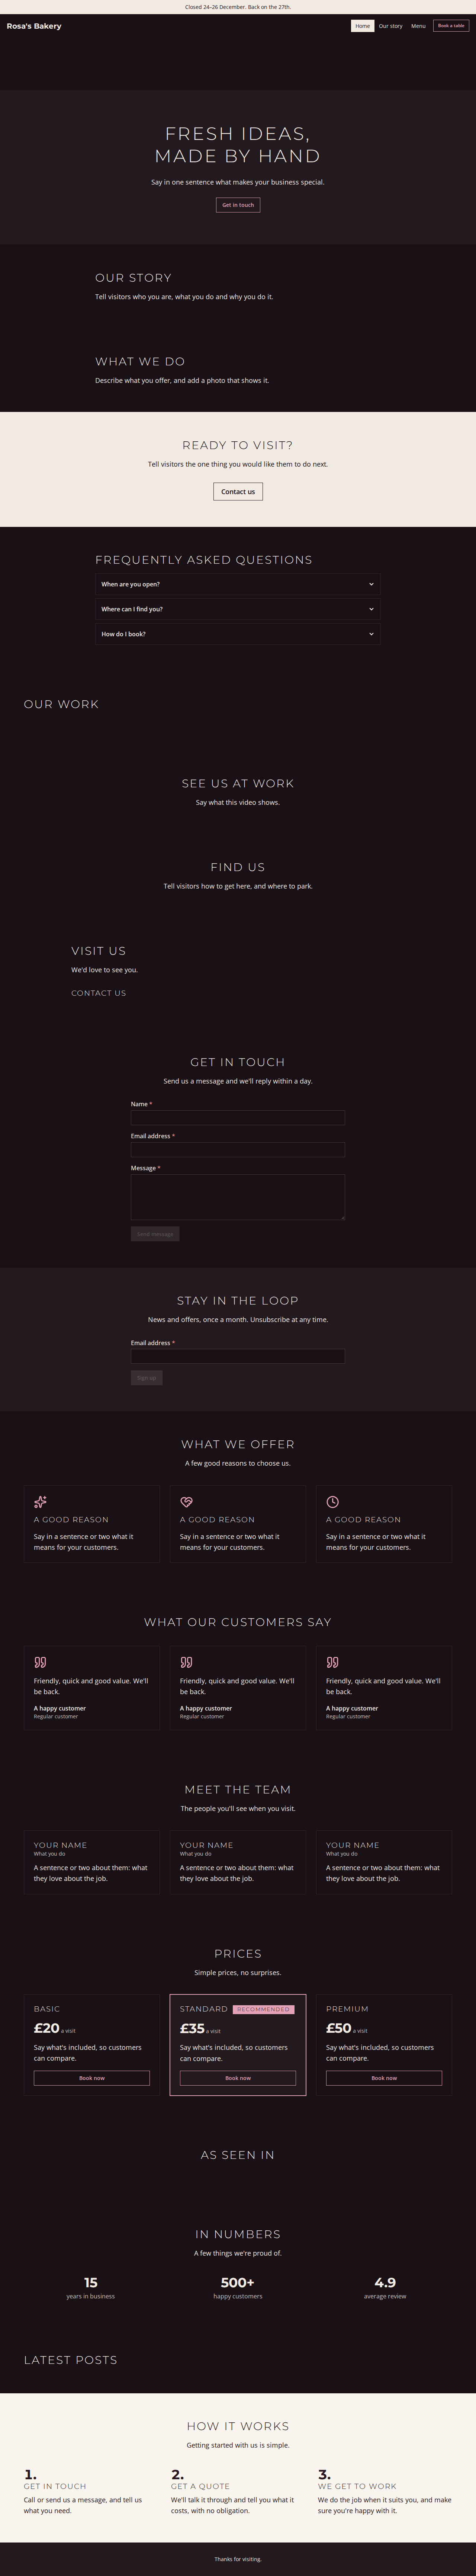 Closed 24–26 December. Back on the 27th.
Rosa's Bakery
Home Our story Menu Book a table
FRESH IDEAS,
MADE BY HAND
Say in one sentence what makes your business special.
Get in touch
OUR STORY
Tell visitors who you are, what you do and why you do it.
WHAT WE DO
Describe what you offer, and add a photo that shows it.
READY TO VISIT?
Tell visitors the one thing you would like them to do next.
Contact us
FREQUENTLY ASKED QUESTIONS
When are you open?
Where can I find you?
How do I book?
OUR WORK
SEE US AT WORK
Say what this video shows.
FIND US
Tell visitors how to get here, and where to park.
VISIT US
We'd love to see you.
CONTACT US
GET IN TOUCH
Send us a message and we'll reply within a day.
Name *
Email address *
Message *
Send message
STAY IN THE LOOP
News and offers, once a month. Unsubscribe at any time.
Email address *
Sign up
WHAT WE OFFER
A few good reasons to choose us.
A GOOD REASON A GOOD REASON A GOOD REASON
Say in a sentence or two what it Say in a sentence or two what it Say in a sentence or two what it
means for your customers. means for your customers. means for your customers.
WHAT OUR CUSTOMERS SAY
Friendly, quick and good value. We'll Friendly, quick and good value. We'll Friendly, quick and good value. We'll
be back. be back. be back.
A happy customer A happy customer A happy customer
Regular customer Regular customer Regular customer
MEET THE TEAM
The people you'll see when you visit.
YOUR NAME YOUR NAME YOUR NAME
What you do What you do What you do
A sentence or two about them: what A sentence or two about them: what A sentence or two about them: what
they love about the job. they love about the job. they love about the job.
PRICES
Simple prices, no surprises.
BASIC STANDARD RECOMMENDED PREMIUM
£20 a visit £35 a visit £50 a visit
Say what's included, so customers Say what's included, so customers Say what's included, so customers
can compare. can compare. can compare.
Book now Book now Book now
AS SEEN IN
IN NUMBERS
A few things we're proud of.
15 500+ 4.9
years in business happy customers average review
LATEST POSTS
HOW IT WORKS
Getting started with us is simple.
1. 2. 3.
GET IN TOUCH GET A QUOTE WE GET TO WORK
Call or send us a message, and tell us We'll talk it through and tell you what it We do the job when it suits you, and make
what you need. costs, with no obligation. sure you're happy with it.
Thanks for visiting.